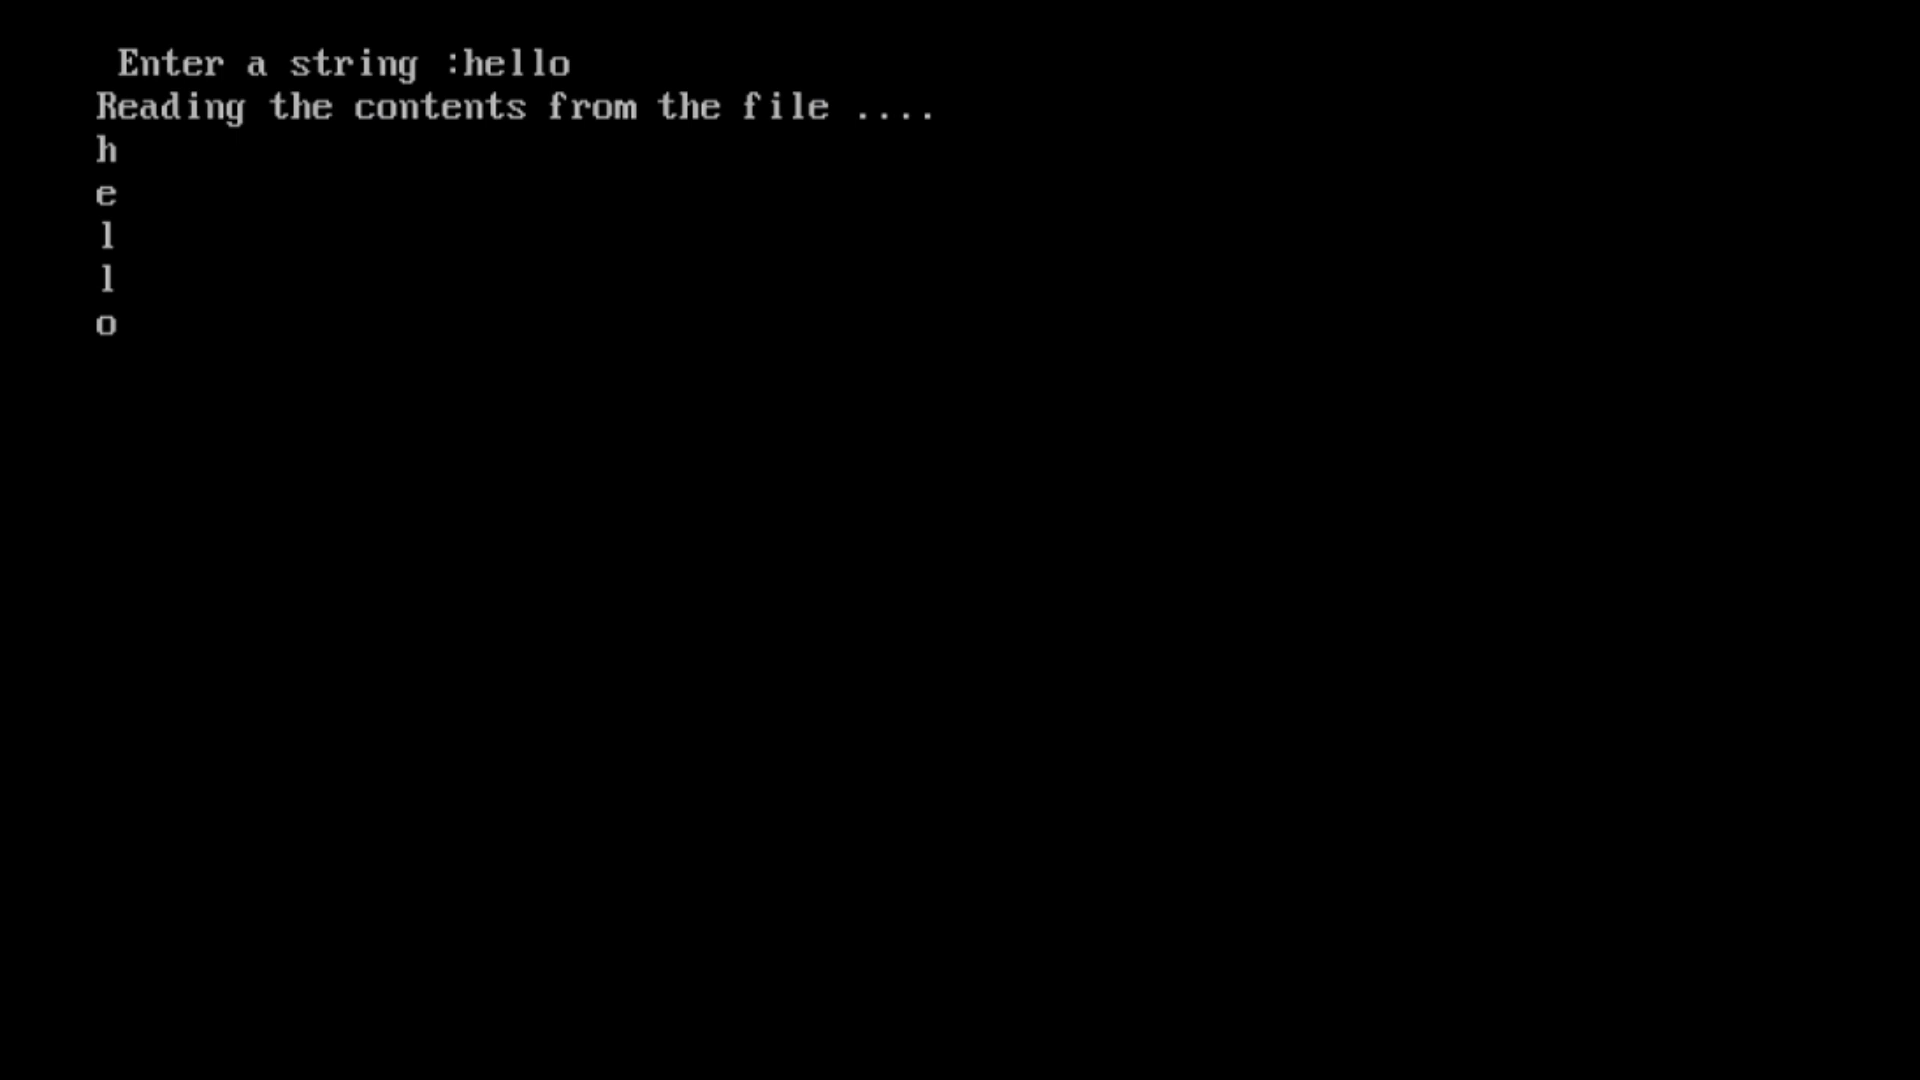 Enter a string :hello
Reading the contents from the file ....
h
e
l
l
o